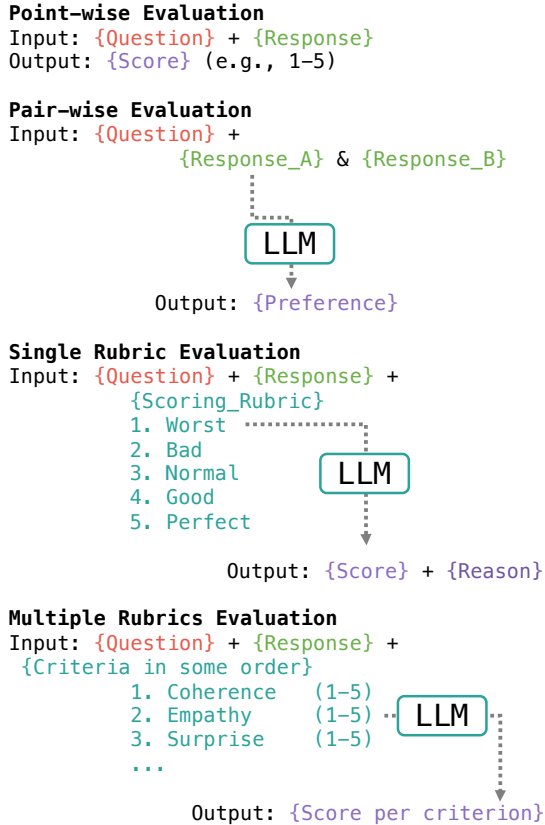 Point-wise Evaluation
Input: {Question} + {Response}
Output: {Score} (e.g., 1-5)
Pair-wise Evaluation
Input: {Question} +
{Response_A} & {Response_B}
LLM
Output: {Preference}
Single Rubric Evaluation
Input: {Question} + {Response} +
{Scoring_Rubric}
1. Worst
2. Bad
3. Normal
4. Good
5. Perfect
LLM
Output: {Score} + {Reason}
Multiple Rubrics Evaluation
Input: {Question} + {Response} +
{Criteria in some order}
1. Coherence (1-5)
2. Empathy (1-5)
3. Surprise (1-5)
...
LLM
Output: {Score per criterion}